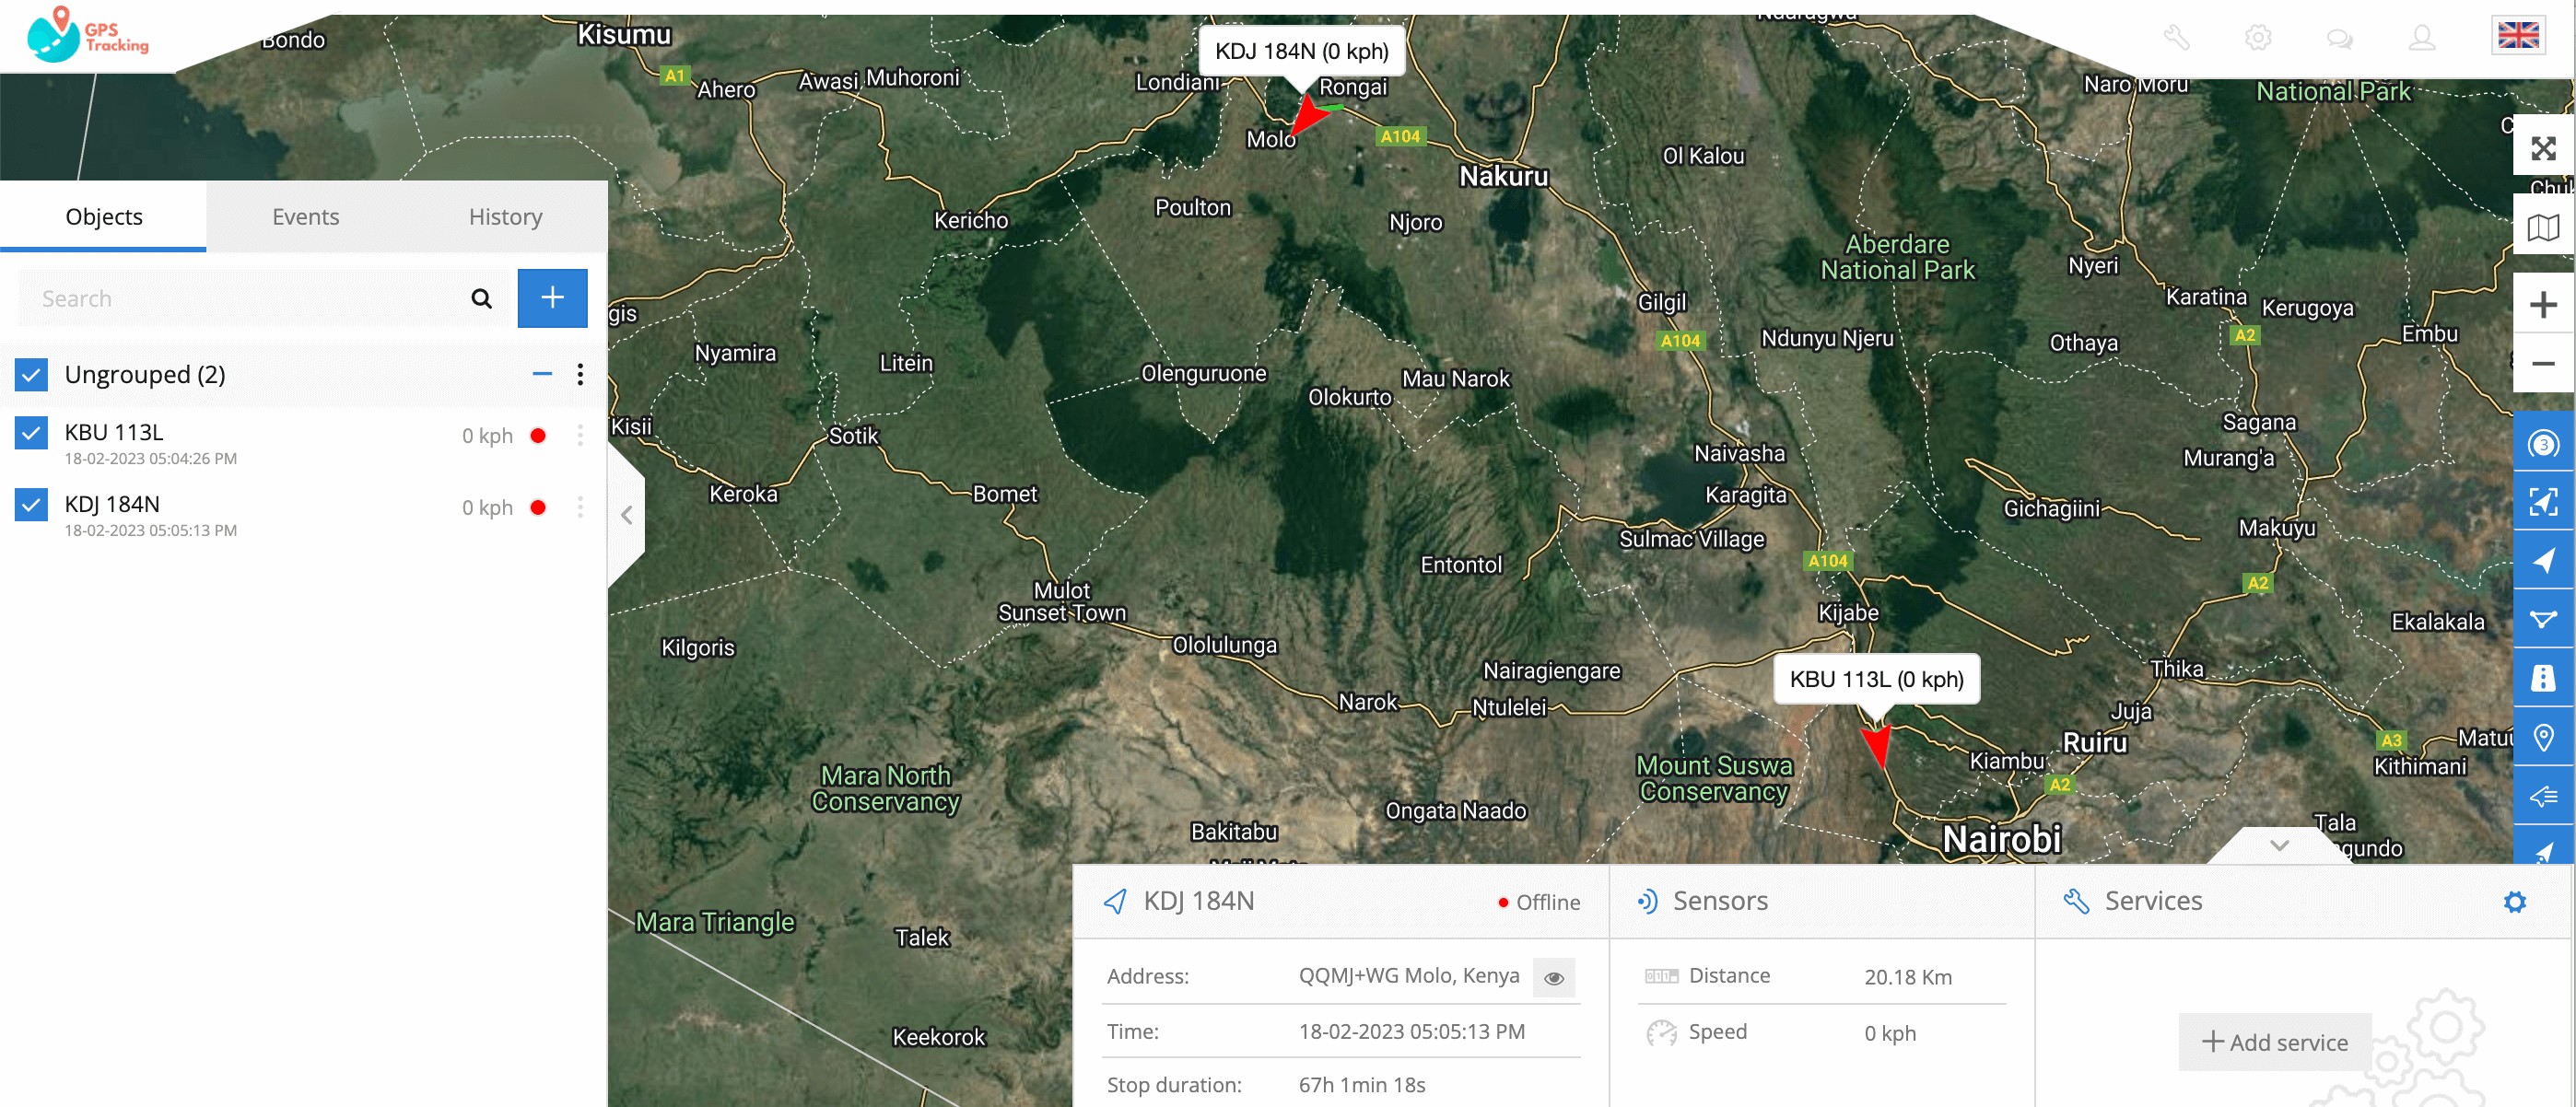 GPS
Tracking
Objects
Events
History
Search
Ungrouped (2)
KBU 113L
0 kph
18-02-2023 05:04:26 PM
KDJ 184N
0 kph
18-02-2023 05:05:13 PM
Bondo
Kisumu
KDJ 184N (0 kph)
A1
Ahero
Awasi
Muhoroni
Londiani
Rongai
Naro Moru
National Park
Molo
A104
Nakuru
Ol Kalou
Poulton
Njoro
Kericho
Aberdare
National Park
Nyeri
gis
Gilgil
Karatina
Kerugoya
A104
Ndunyu Njeru
Othaya
A2
Embu
Nyamira
Litein
Olenguruone
Mau Narok
Olokurto
Kisii
Sotik
Sagana
Naivasha
Murang'a
Keroka
Bomet
Karagita
Gichagiini
Sulmac Village
Makuyu
Entontol
A104
A2
Mulot
Sunset Town
Kijabe
Ekalakala
Kilgoris
Ololulunga
Nairagiengare
KBU 113L (0 kph)
Thika
Narok
Ntulelei
Juja
Ruiru
A3
Matuu
Kithimani
Mara North
Conservancy
Mount Suswa
Conservancy
Kiambu
A2
Ongata Naado
Bakitabu
Nairobi
Tala
gundo
Mara Triangle
Talek
Keekorok
3
KDJ 184N
Offline
Address:
QQMJ+WG Molo, Kenya
Time:
18-02-2023 05:05:13 PM
Stop duration:
67h 1min 18s
Sensors
Distance
20.18 Km
Speed
0 kph
Services
Add service